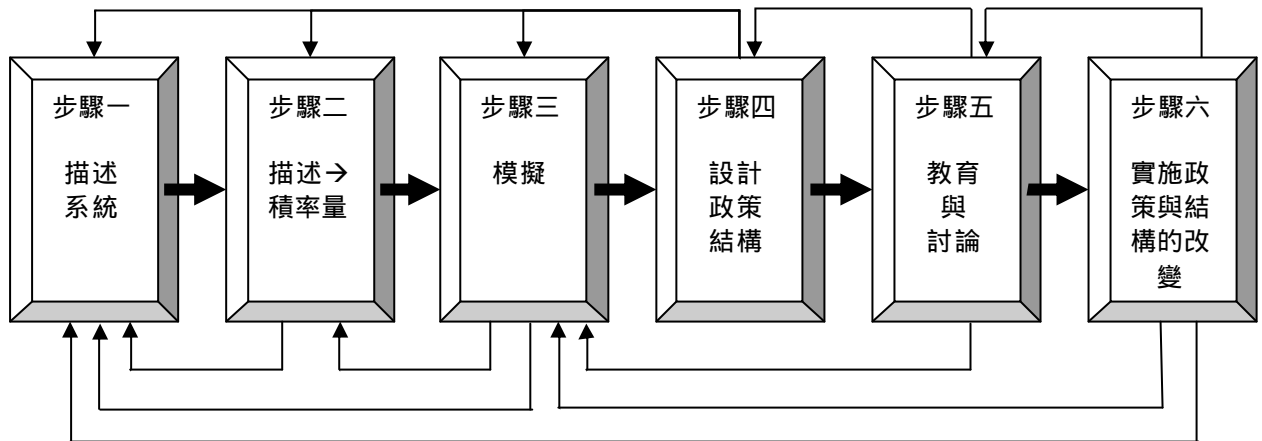 步驟一
描述
系統
步驟二
描述→
積率量
步驟三
模擬
步驟四
設計
政策
結構
步驟五
教育
與
討論
步驟六
實施政
策與結
構的改
變